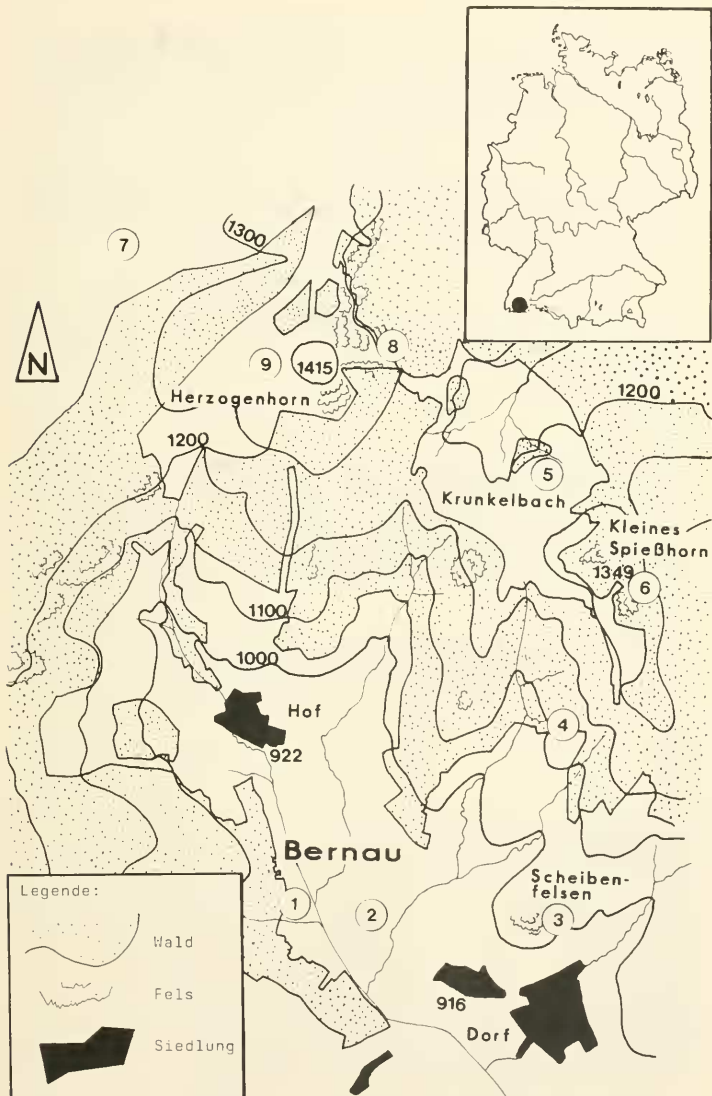 7
1300
N
8
9
1415
Herzogenhorn
1200
1200
5
Krunkelbach
Kleines
Spießhorn
1349
6
1100
1000
Hof
4
922
Bernau
Scheiben-
felsen
1
2
3
916
Dorf
Legende:
Wald
Fels
Siedlung